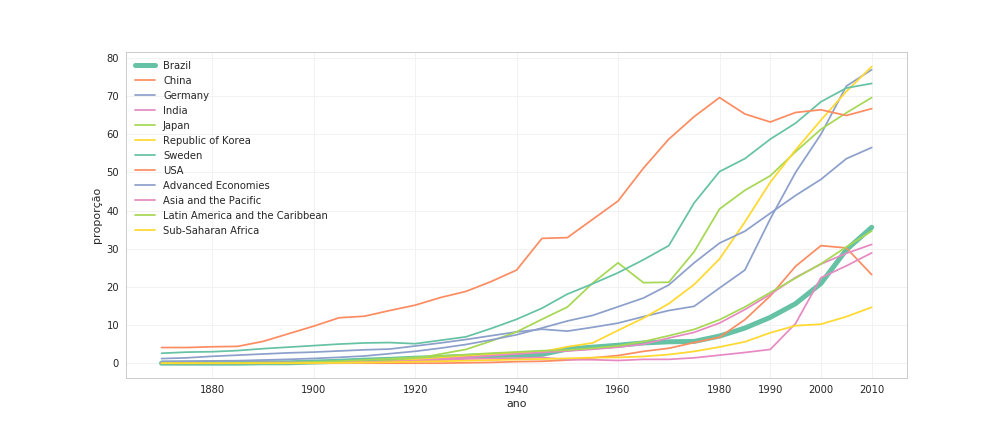 80
70
60
50
40
30
20
10
0
proporção
Brazil
China
Germany
India
Japan
Republic of Korea
Sweden
USA
Advanced Economies
Asia and the Pacific
Latin America and the Caribbean
Sub-Saharan Africa
1880 1900 1920 1940 1960 1980 1990 2000 2010
ano